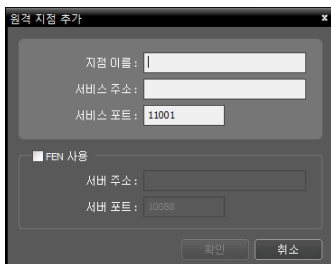 원격 지점 추가
x
지점 이름 :
서비스 주소 :
서비스 포트 : 11001
FEN 사용
서버 주소 :
서버 포트 : 10088
확인 취소